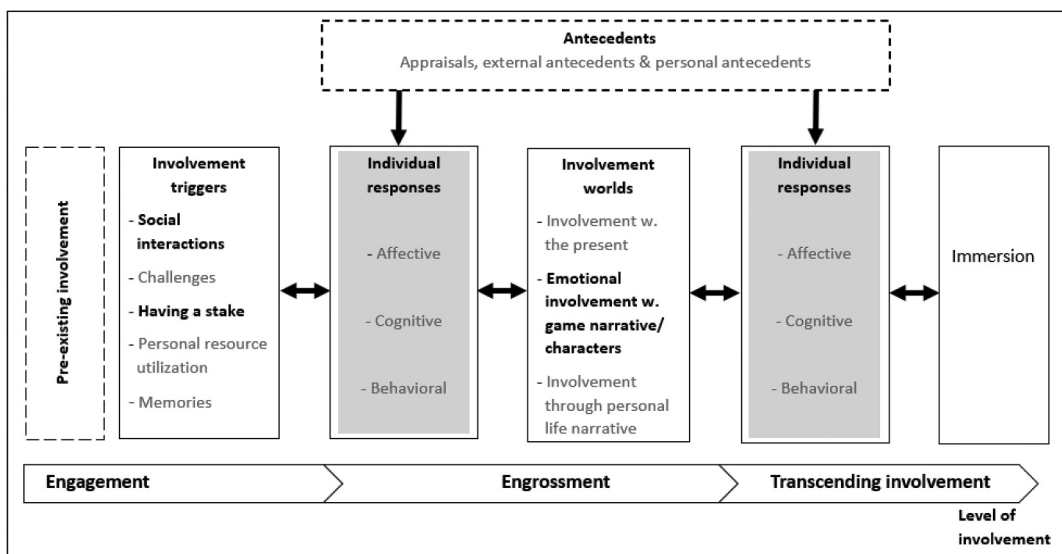 Antecedents
Appraisals, external antecedents & personal antecedents
Pre-existing involvement
Involvement
triggers
- Social
interactions
- Challenges
- Having a stake
- Personal resource
utilization
- Memories
Individual
responses
- Affective
- Cognitive
- Behavioral
Involvement
worlds
- Involvement w.
the present
- Emotional
involvement w.
game narrative/
characters
- Involvement
through personal
life narrative
Individual
responses
- Affective
- Cognitive
- Behavioral
Immersion
Engagement
Engrossment
Transcending involvement
Level of
involvement